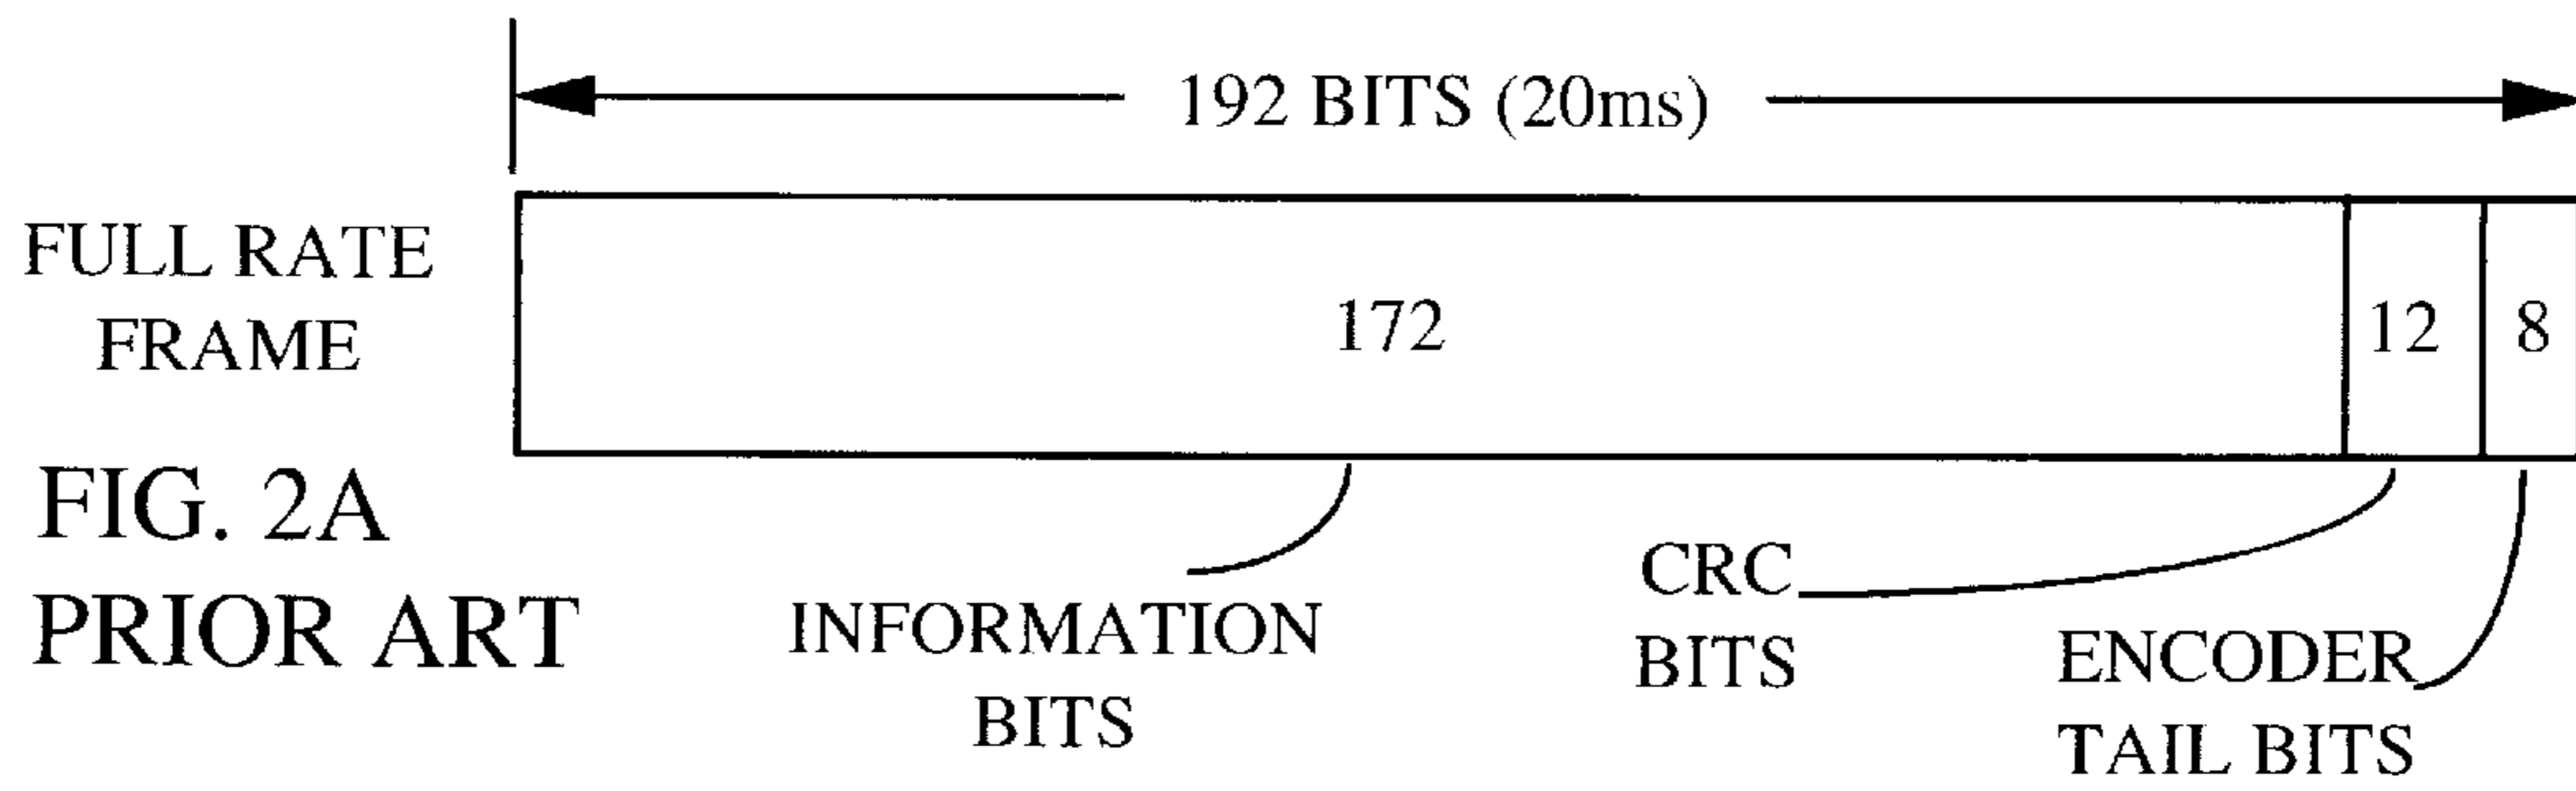 192 BITS (20ms)
FULL RATE
FRAME
172
12
8
FIG. 2A
PRIOR ART
INFORMATION
BITS
CRC
BITS
ENCODER
TAIL BITS